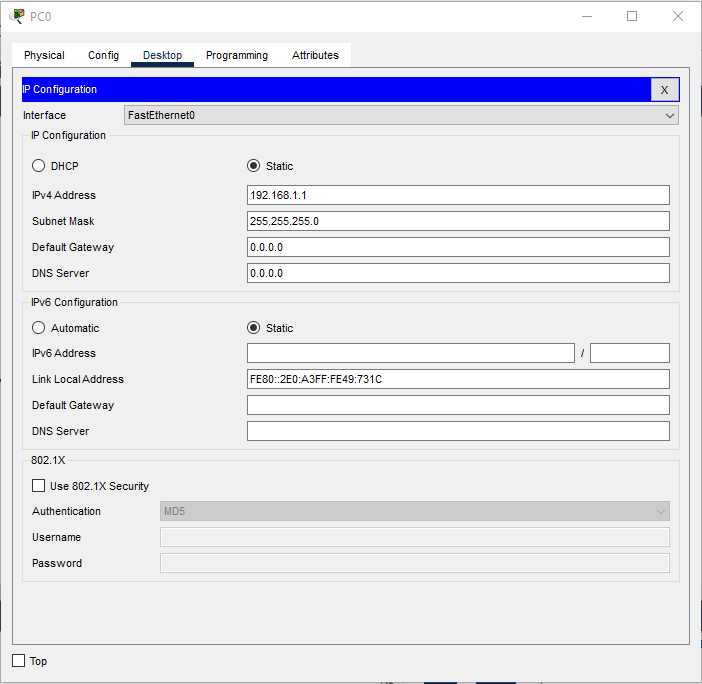 PC0
Physical Config Desktop Programming Attributes
IP Configuration X
Interface FastEthernet0
IP Configuration
DHCP Static
IPv4 Address 192.168.1.1
Subnet Mask 255.255.255.0
Default Gateway 0.0.0.0
DNS Server 0.0.0.0
IPv6 Configuration
Automatic Static
IPv6 Address /
Link Local Address FE80::2E0:A3FF:FE49:731C
Default Gateway
DNS Server
802.1X
Use 802.1X Security
Authentication MD5
Username
Password
Top